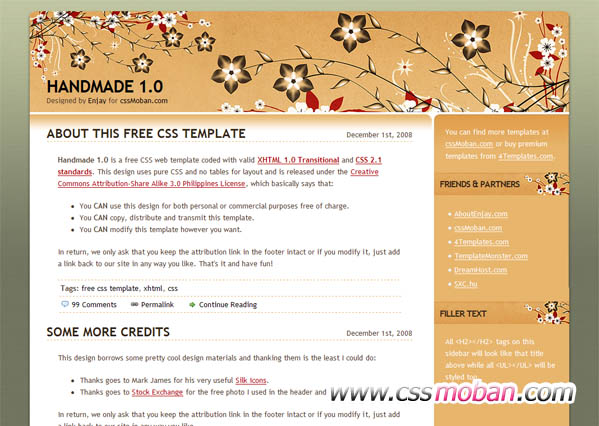 HANDMADE 1.0
Designed by Enjay for cssMoban.com
ABOUT THIS FREE CSS TEMPLATE
December 1st, 2008
Handmade 1.0 is a free CSS web template coded with valid XHTML 1.0 Transitional and CSS 2.1
standards. This design uses pure CSS and no tables for layout and is released under the Creative
Commons Attribution-Share Alike 3.0 Philippines License, which basically says that:
You CAN use this design for both personal or commercial purposes free of charge.
You CAN copy, distribute and transmit this template.
You CAN modify this template however you want.
In return, we only ask that you keep the attribution link in the footer intact or if you modify it, just add
a link back to our site in any way you like. That's it and have fun!
Tags: free css template, xhtml, css
99 Comments Permalink Continue Reading
SOME MORE CREDITS
December 1st, 2008
This design borrows some pretty cool design materials and thanking them is the least I could do:
Thanks goes to Mark James for his very useful Silk Icons.
Thanks goes to Stock Exchange for the free photo I used in the header and
In return, we only ask that you keep the attribution link in the footer intact or if you modify it, just add
You can find more templates at
cssMoban.com or buy premium
templates from 4Templates.com.
FRIENDS & PARTNERS
AboutEnjay.com
cssMoban.com
4Templates.com
TemplateMonster.com
DreamHost.com
SXC.hu
FILLER TEXT
All <H2></H2> tags on this
sidebar will look like that title
above while all <UL></UL> will be
styled top
www.cssmoban.com